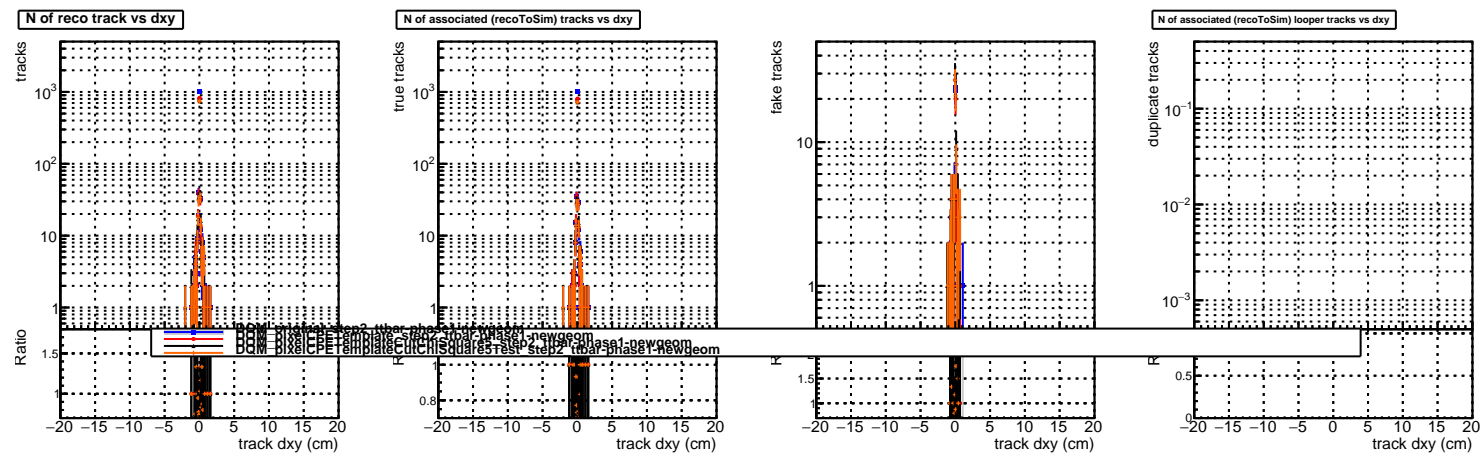 N of reco track vs dxy
tracks
10³
10²
10
1
Ratio
1.5
1
−20 −15 −10 −5 0 5 10 15 20
track dxy (cm)
N of associated (recoToSim) tracks vs dxy
true tracks
10³
10²
10
1
1
0.8
−20 −15 −10 −5 0 5 10 15 20
track dxy (cm)
fake tracks
10
1
1.5
1
−20 −15 −10 −5 0 5 10 15 20
track dxy (cm)
N of associated (recoToSim) looper tracks vs dxy
duplicate tracks
10⁻¹
10⁻²
10⁻³
0.5
0
−20 −15 −10 −5 0 5 10 15 20
track dxy (cm)
DQM_original_step2_ttbar-phase1-newgeom
DQM_pixelCPETemplateCutChiSquare5Test_step2_ttbar-phase1-newgeom